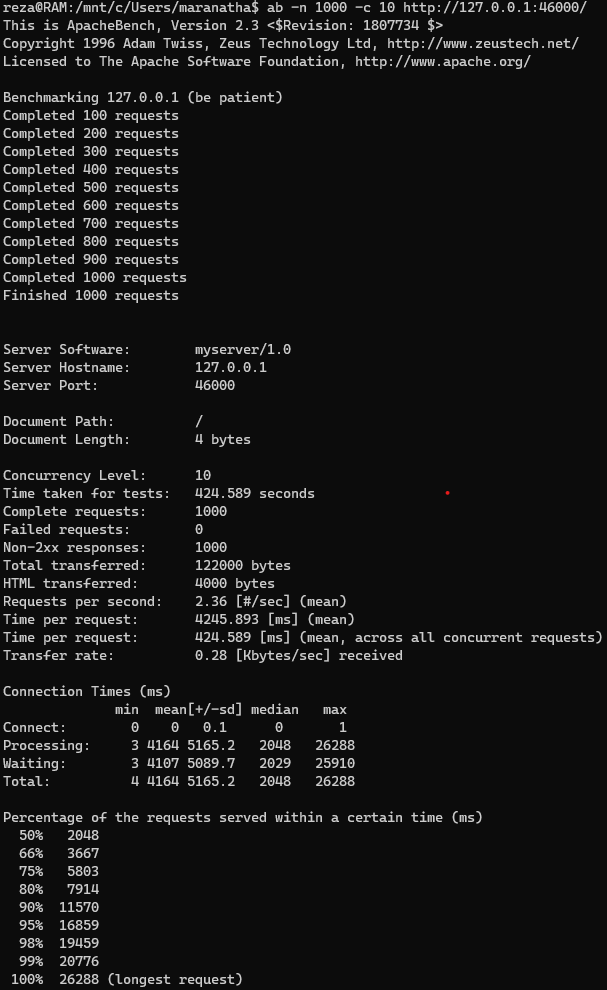 reza@RAM:/mnt/c/Users/maranatha$ ab -n 1000 -c 10 http://127.0.0.1:46000/
This is ApacheBench, Version 2.3 <$Revision: 1807734 $>
Copyright 1996 Adam Twiss, Zeus Technology Ltd, http://www.zeustech.net/
Licensed to The Apache Software Foundation, http://www.apache.org/

Benchmarking 127.0.0.1 (be patient)
Completed 100 requests
Completed 200 requests
Completed 300 requests
Completed 400 requests
Completed 500 requests
Completed 600 requests
Completed 700 requests
Completed 800 requests
Completed 900 requests
Completed 1000 requests
Finished 1000 requests


Server Software:        myserver/1.0
Server Hostname:        127.0.0.1
Server Port:            46000

Document Path:          /
Document Length:        4 bytes

Concurrency Level:      10
Time taken for tests:   424.589 seconds
Complete requests:      1000
Failed requests:        0
Non-2xx responses:      1000
Total transferred:      122000 bytes
HTML transferred:       4000 bytes
Requests per second:    2.36 [#/sec] (mean)
Time per request:       4245.893 [ms] (mean)
Time per request:       424.589 [ms] (mean, across all concurrent requests)
Transfer rate:          0.28 [Kbytes/sec] received

Connection Times (ms)
              min  mean[+/-sd] median   max
Connect:        0    0   0.1      0       1
Processing:     3 4164 5165.2   2048   26288
Waiting:        3 4107 5089.7   2029   25910
Total:          4 4164 5165.2   2048   26288

Percentage of the requests served within a certain time (ms)
  50%   2048
  66%   3667
  75%   5803
  80%   7914
  90%  11570
  95%  16859
  98%  19459
  99%  20776
 100%  26288 (longest request)